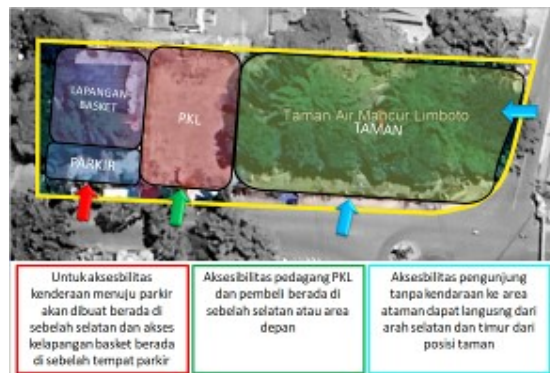 LAPANGAN
BASKET
PKL
Taman Air Mancur Limboto
TAMAN
PARKIR
Untuk aksesbilitas
kenderaan menuju parkir
akan dibuat berada di
sebelah selatan dan akses
kelapangan basket berada
di sebelah tempat parkir
Aksesibilitas pedagang PKL
dan pembeli berada di
sebelah selatan atau area
depan
Aksesbilitas pengunjung
tanpa kendaraan ke area
ataman dapat langusng dari
arah selatan dan timur dari
posisi taman